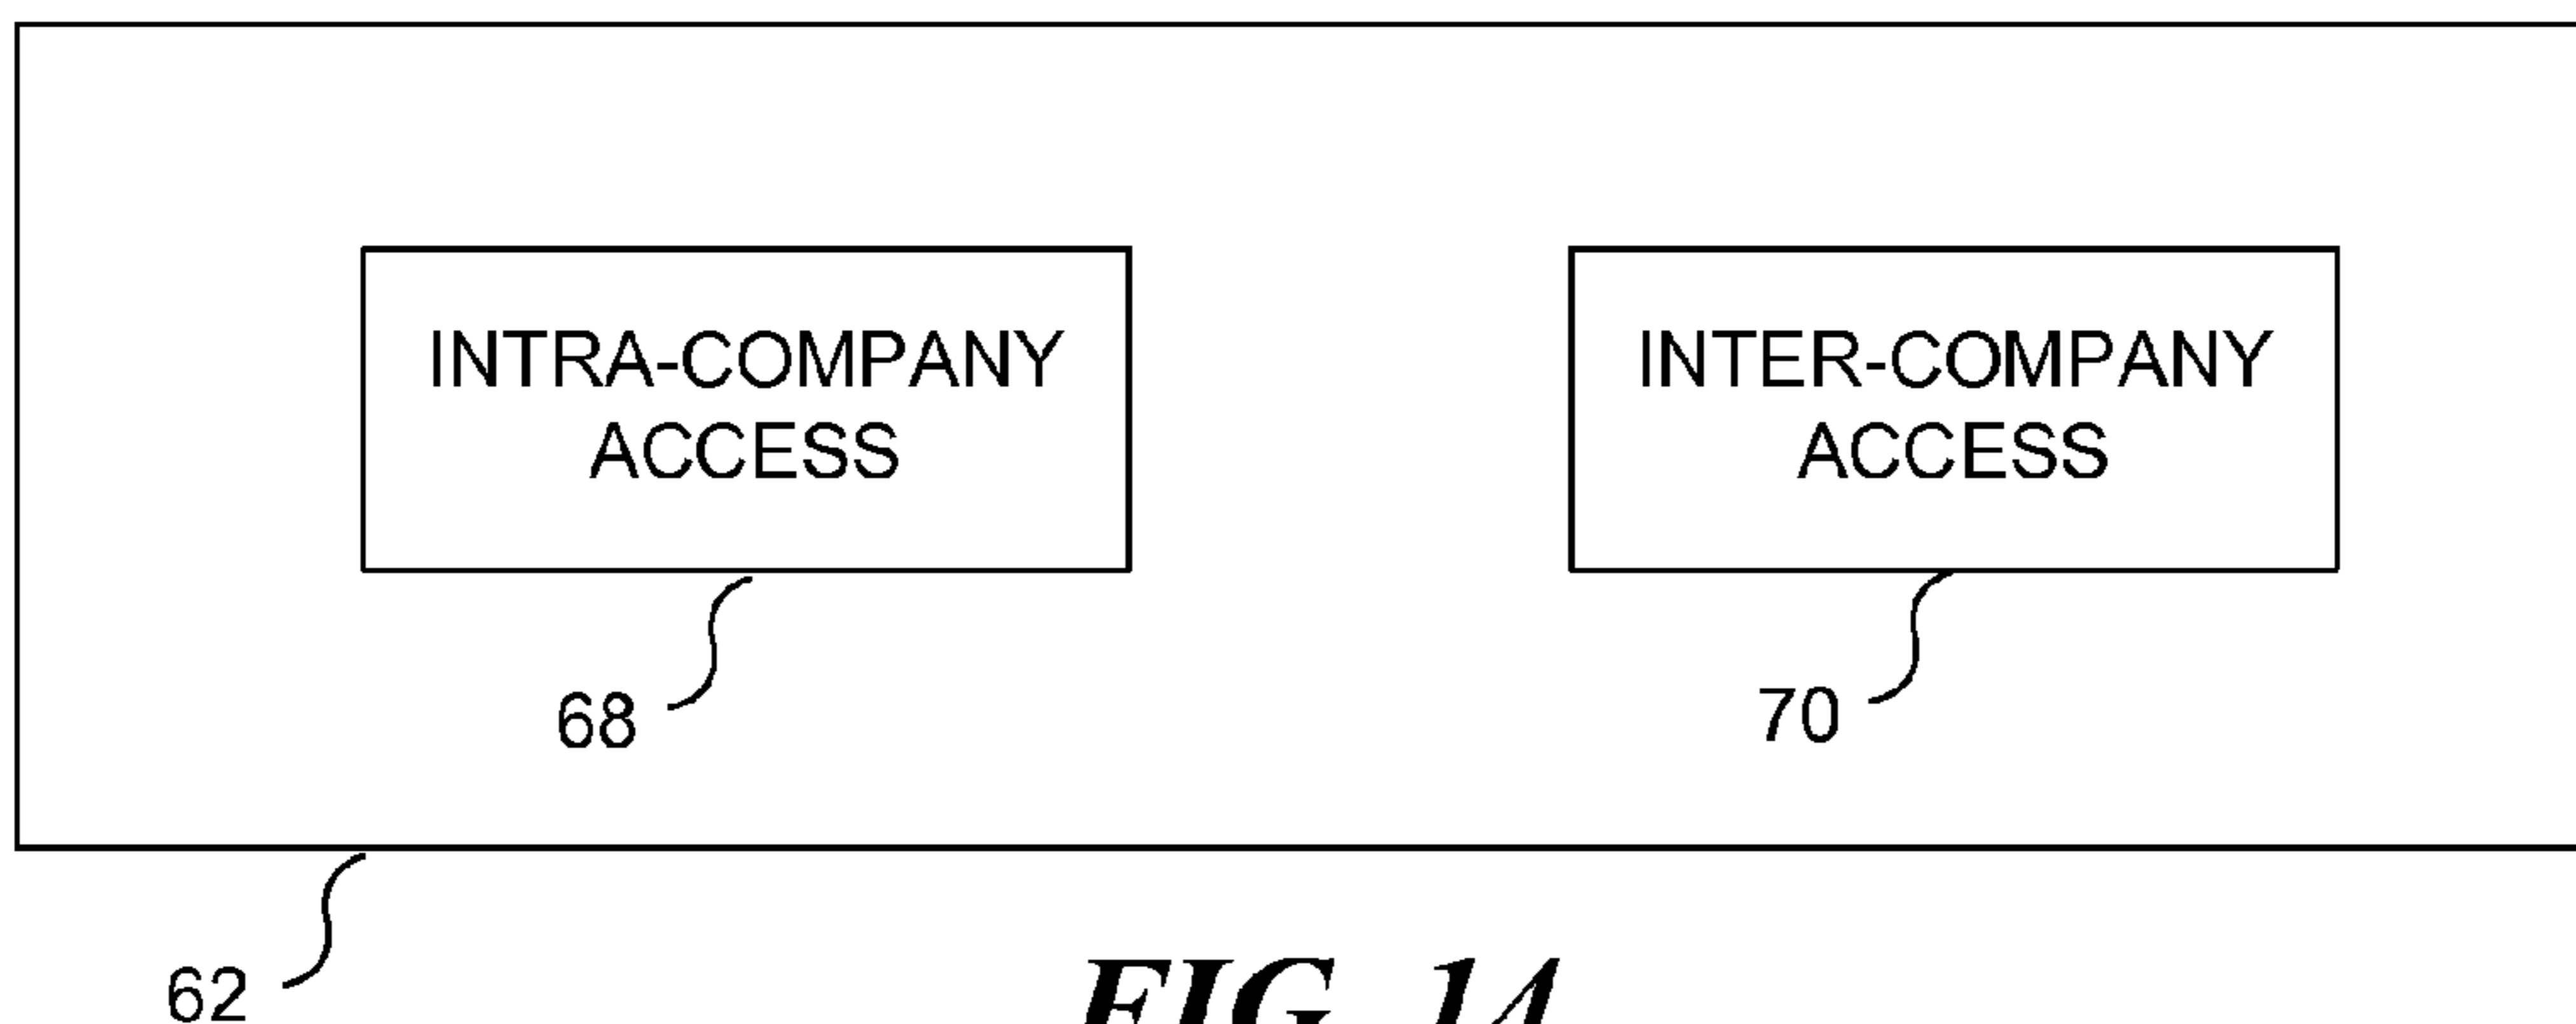 INTRA-COMPANY
ACCESS
INTER-COMPANY
ACCESS
68
70
62
FIG. 14